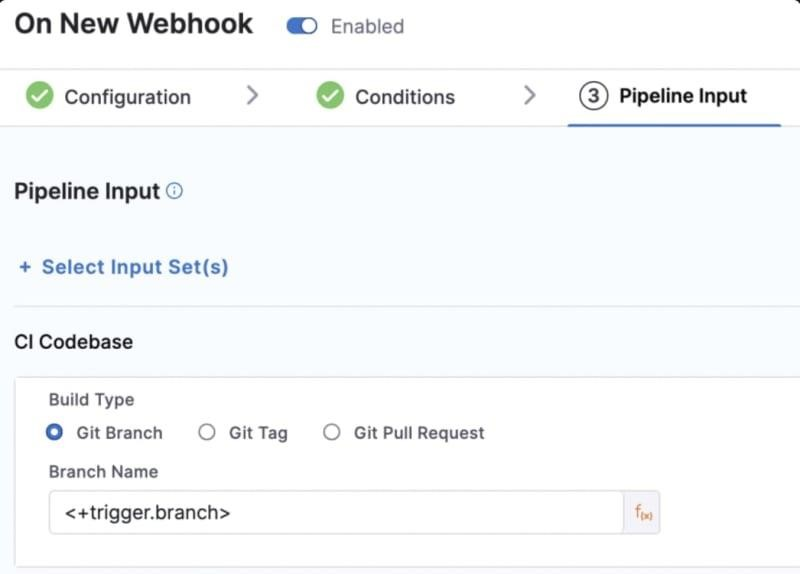 On New Webhook Enabled
Configuration Conditions 3 Pipeline Input
Pipeline Input
+ Select Input Set(s)
CI Codebase
Build Type
Git Branch Git Tag Git Pull Request
Branch Name
<+trigger.branch> f(x)